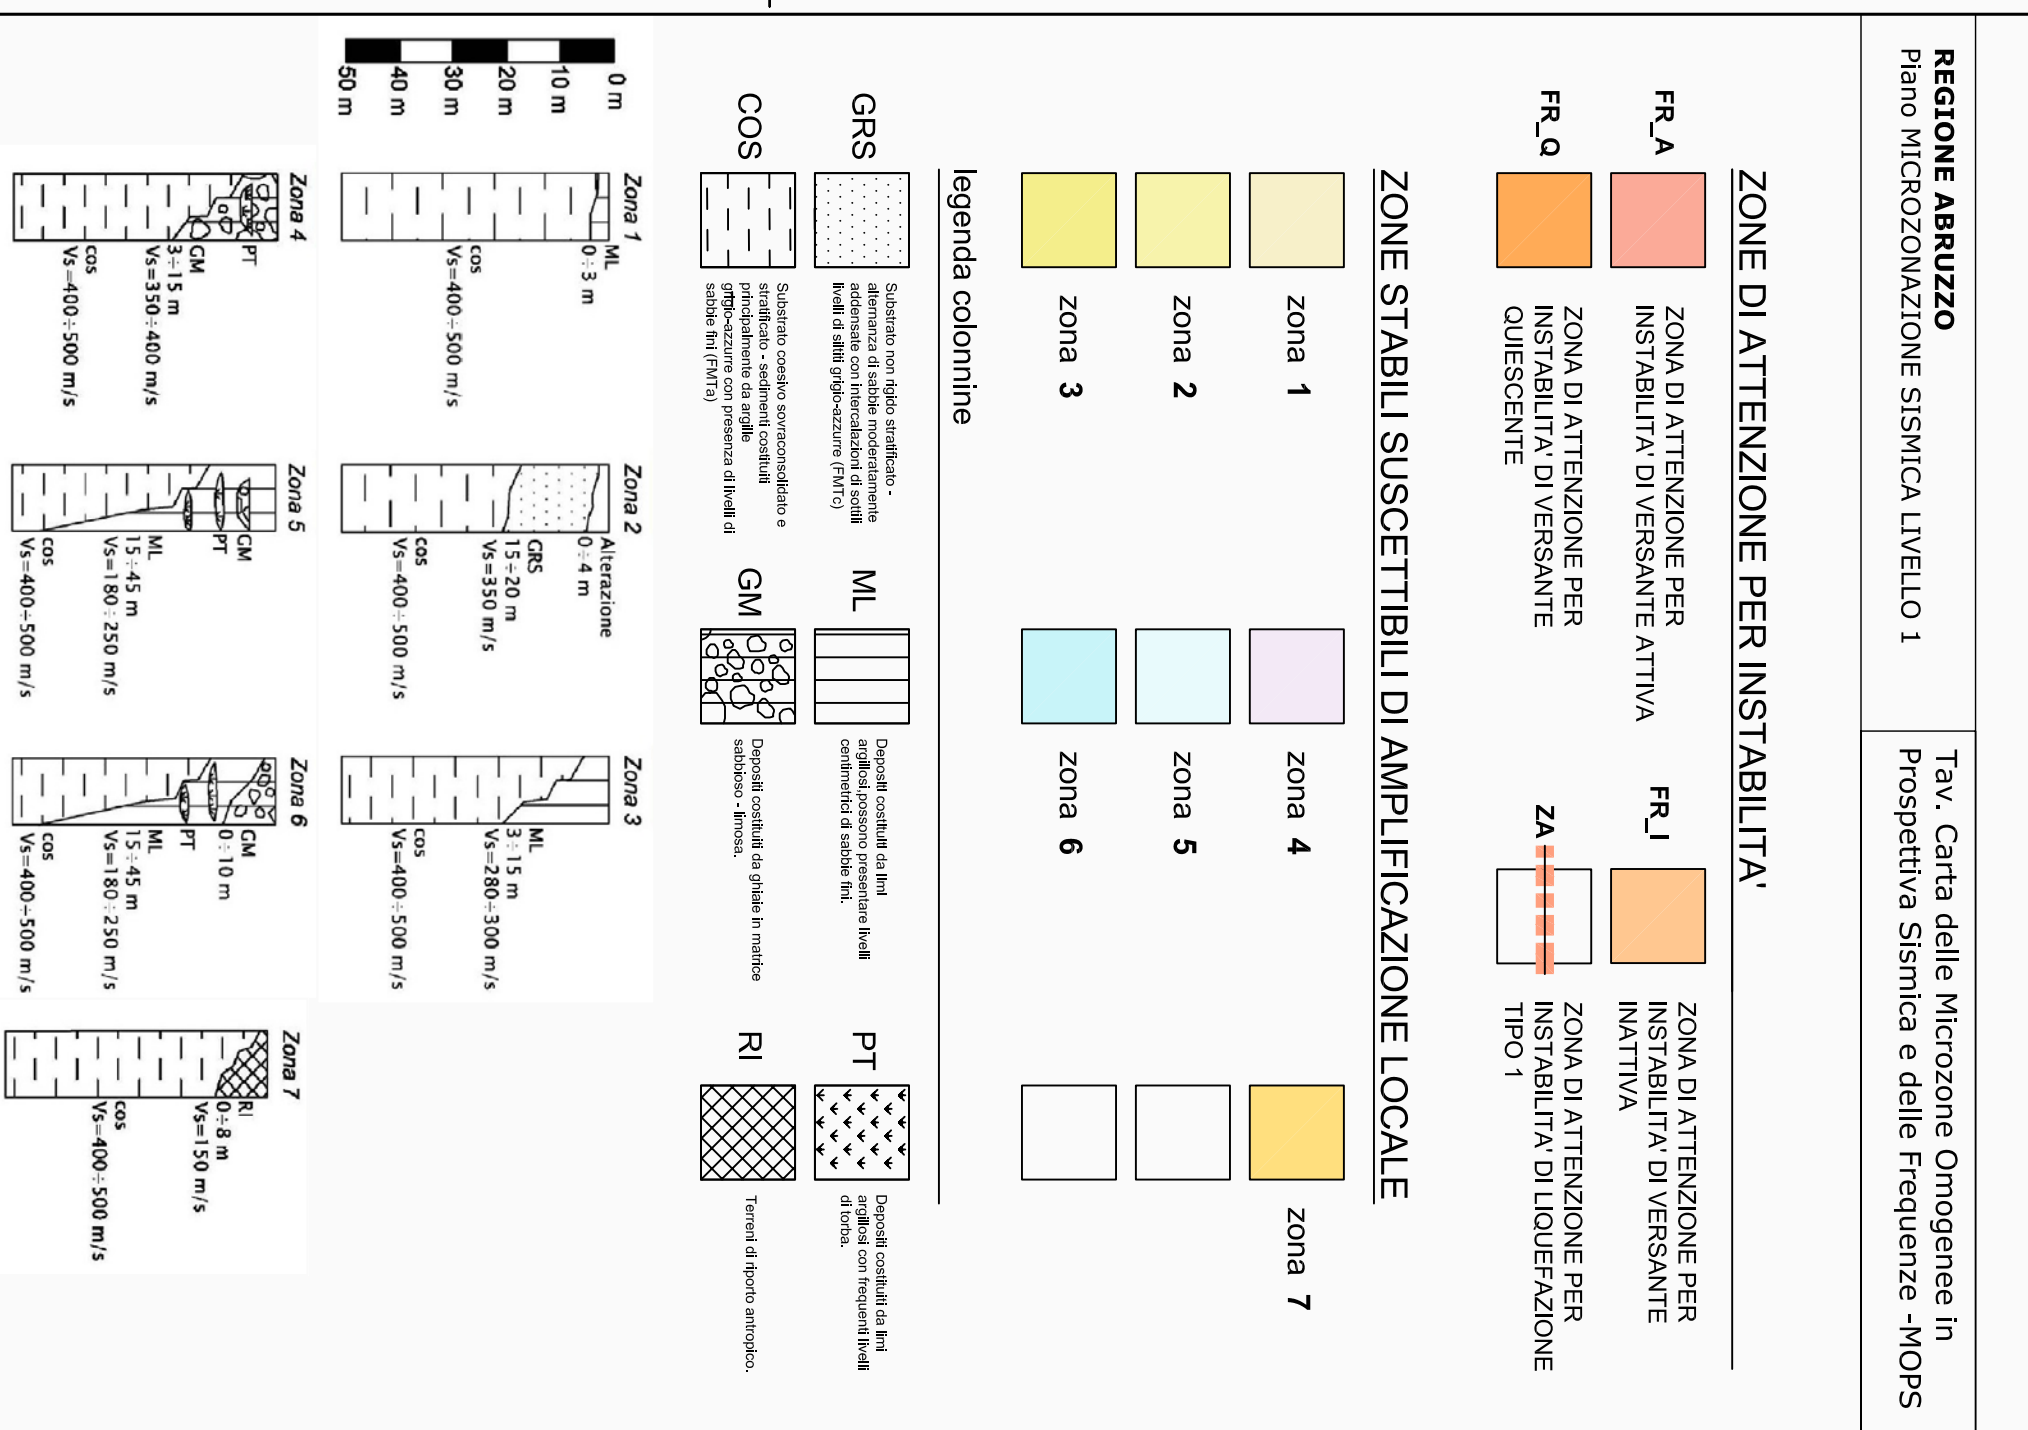 REGIONE ABRUZZO
Piano MICROZONAZIONE SISMICA LIVELLO 1
Tav. Carta delle Microzone Omogenee in
Prospettiva Sismica e delle Frequenze -MOPS
ZONE DI ATTENZIONE PER INSTABILITA'
FR_A
ZONA DI ATTENZIONE PER
INSTABILITA' DI VERSANTE ATTIVA
FR_I
ZONA DI ATTENZIONE PER
INSTABILITA' DI VERSANTE
INATTIVA
FR_Q
ZONA DI ATTENZIONE PER
INSTABILITA' DI VERSANTE
QUIESCENTE
ZA
ZONA DI ATTENZIONE PER
INSTABILITA' DI LIQUEFAZIONE
TIPO 1
ZONE STABILI SUSCETTIBILI DI AMPLIFICAZIONE LOCALE
zona 1
zona 4
zona 7
zona 2
zona 5
zona 3
zona 6
legenda colonnine
GRS
Substrato non rigido stratificato -
alternanza di sabbie moderatamente
addensate con intercalazioni di sottili
livelli di siltiti grigio-azzurre (FMTc)
ML
Depositi costituiti da limi
argillosi,possono presentare livelli
centimetrici di sabbie fini.
PT
Depositi costituiti da limi
argillosi con frequenti livelli
di torba.
COS
Substrato coesivo sovraconsolidato e
stratificato - sedimenti costituiti
principalmente da argille
grigio-azzurre con presenza di livelli di
sabbie fini (FMTa)
GM
Depositi costituiti da ghiaie in matrice
sabbioso - limosa.
RI
Terreni di riporto antropico.
0 m
10 m
20 m
30 m
40 m
50 m
Zona 1
ML
0÷3 m
cos
Vs=400÷500 m/s
Zona 2
Alterazione
0÷4 m
GRS
15÷20 m
Vs=350 m/s
cos
Vs=400÷500 m/s
Zona 3
ML
3÷15 m
Vs=280÷300 m/s
cos
Vs=400÷500 m/s
Zona 4
PT
GM
3÷15 m
Vs=350÷400 m/s
cos
Vs=400÷500 m/s
Zona 5
GM
PT
ML
15÷45 m
Vs=180÷250 m/s
cos
Vs=400÷500 m/s
Zona 6
GM
0÷10 m
PT
ML
15÷45 m
Vs=180÷250 m/s
cos
Vs=400÷500 m/s
Zona 7
RI
0÷8 m
Vs=150 m/s
cos
Vs=400÷500 m/s